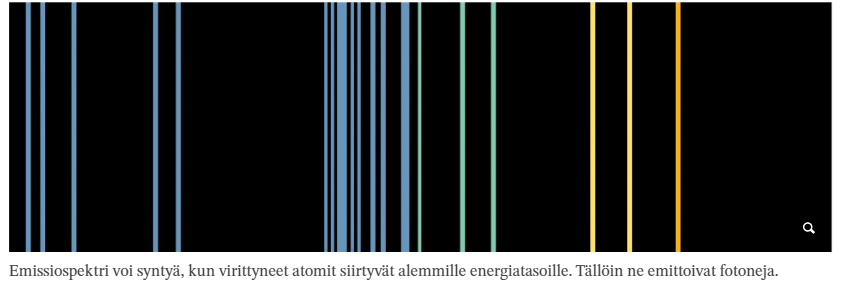 Emissiospektri voi syntyä, kun virittyneet atomit siirtyvät alemmille energiatasoille. Tällöin ne emittoivat fotoneja.